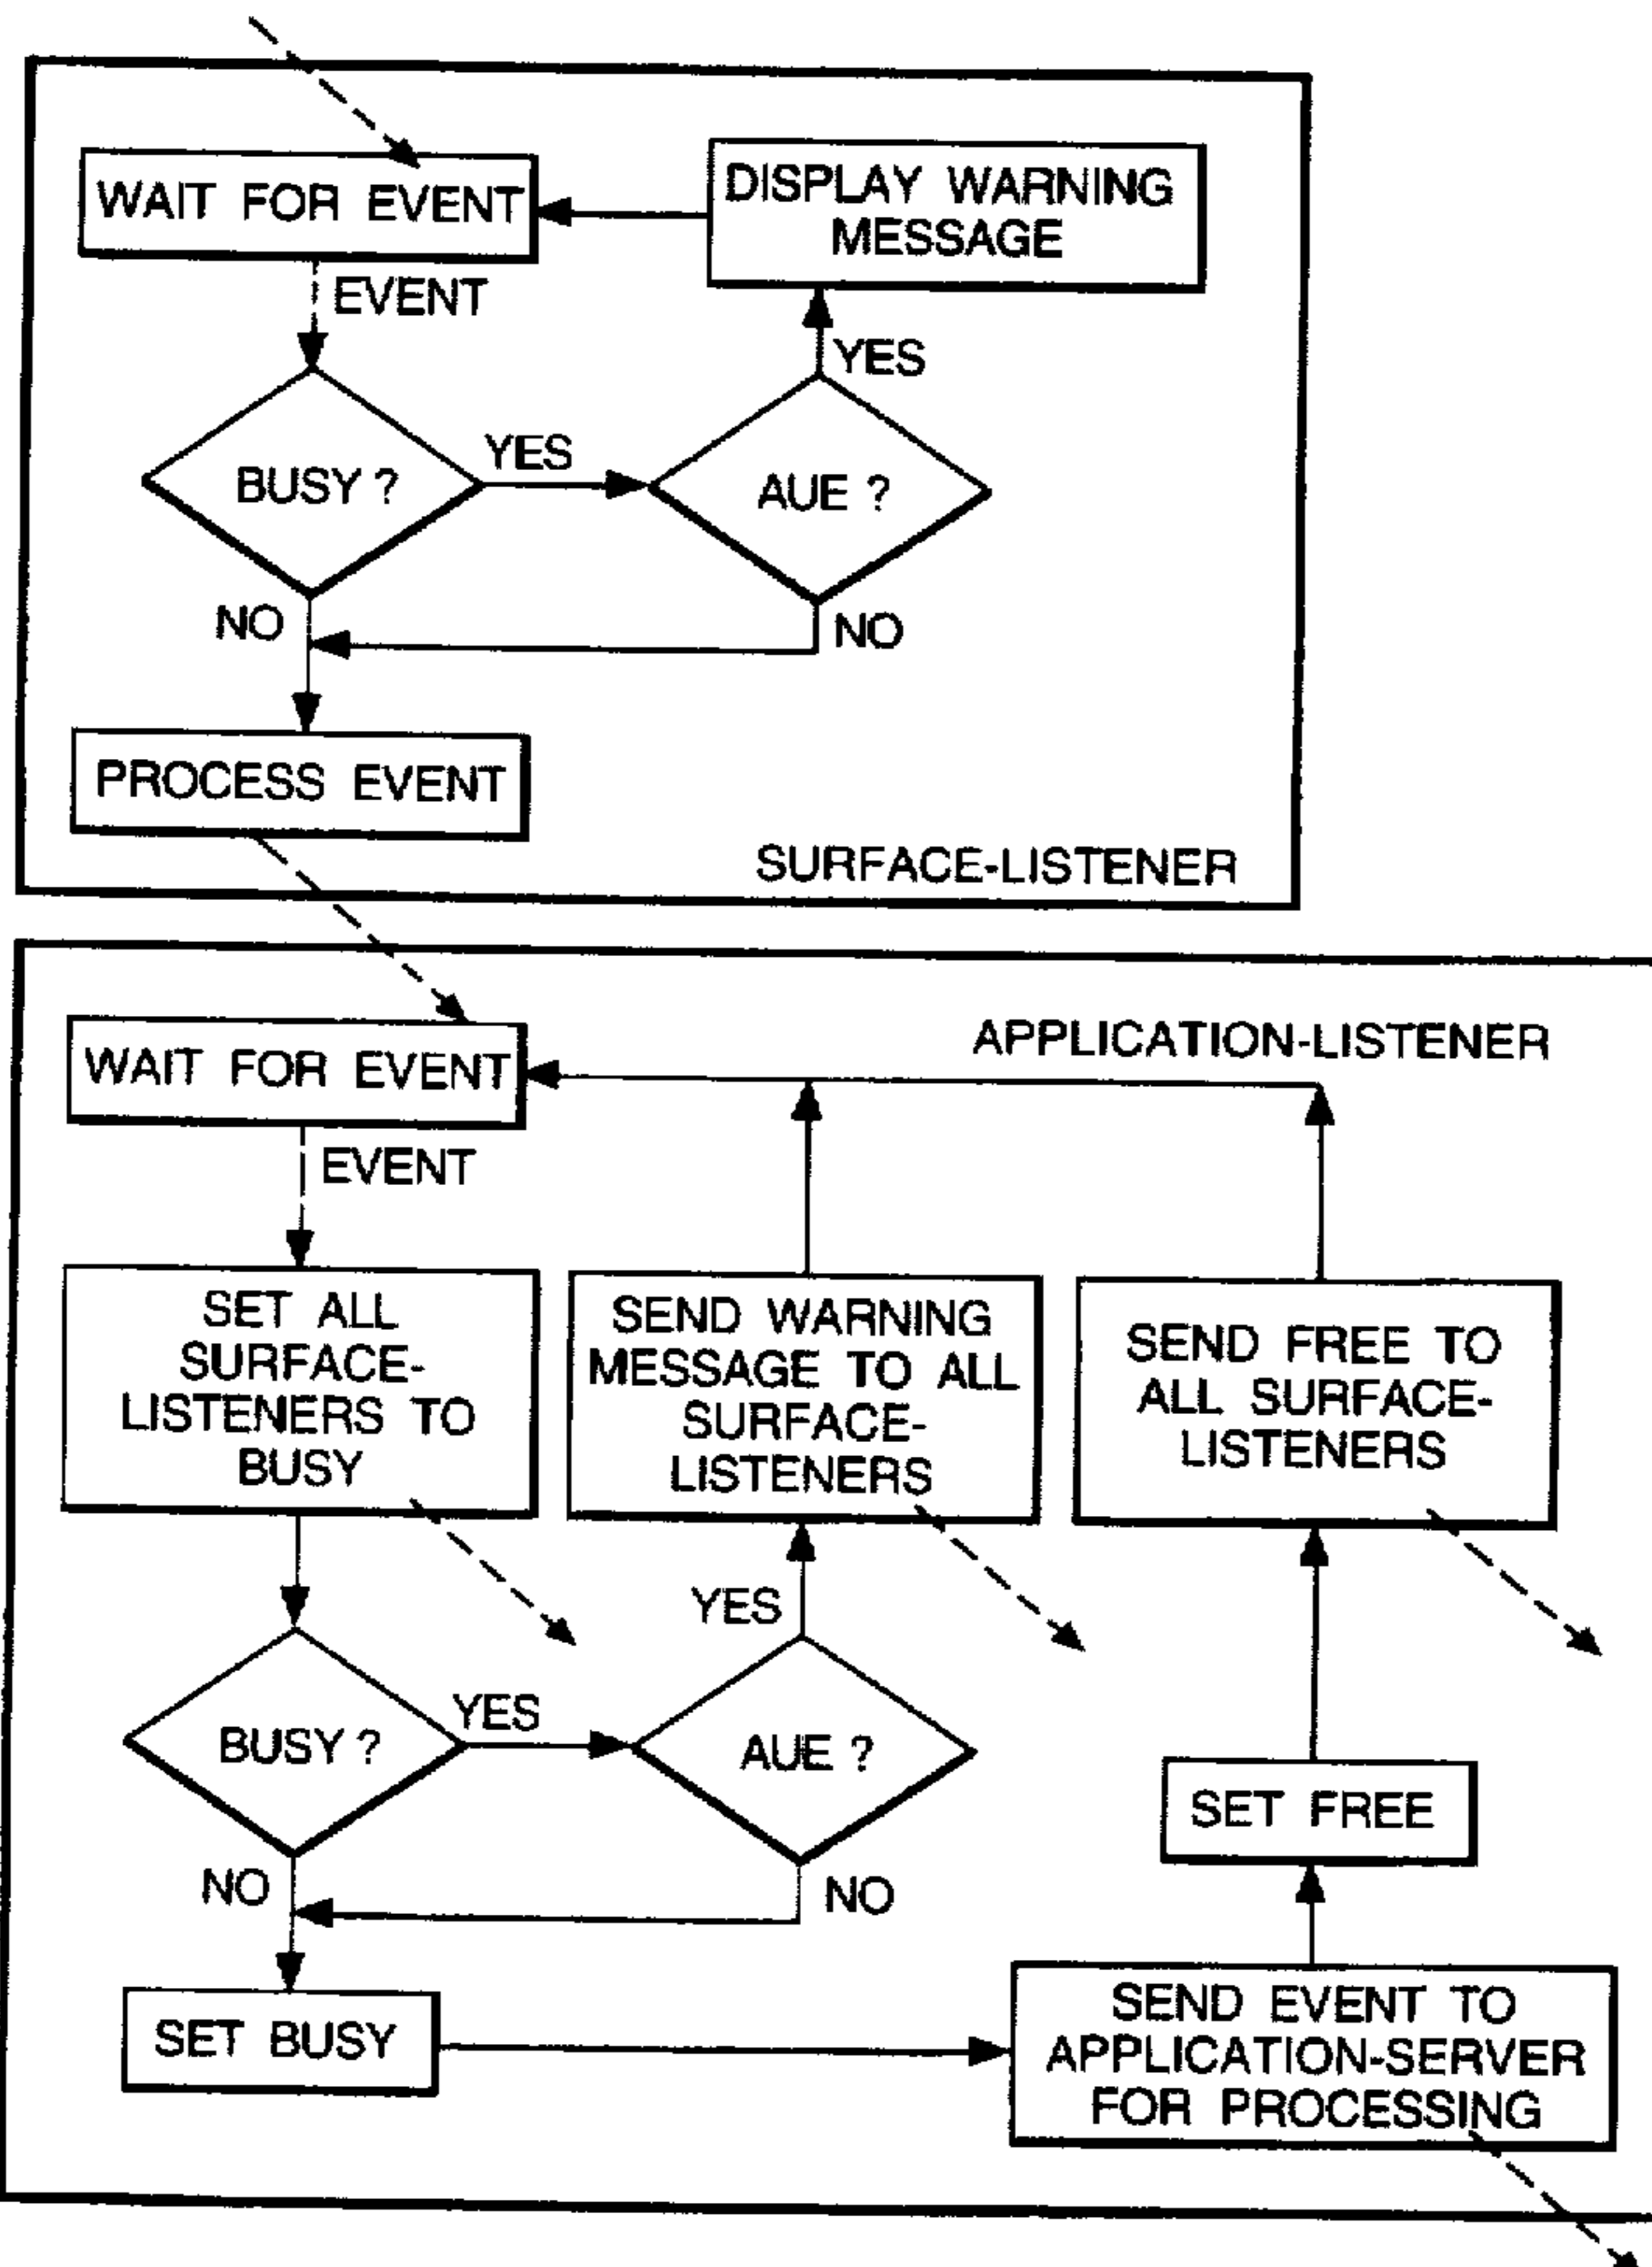 WAIT FOR EVENT
DISPLAY WARNING
MESSAGE
EVENT
YES
BUSY ?
YES
AUE ?
NO
NO
PROCESS EVENT
SURFACE-LISTENER
WAIT FOR EVENT
APPLICATION-LISTENER
EVENT
SET ALL
SURFACE-
LISTENERS TO
BUSY
SEND WARNING
MESSAGE TO ALL
SURFACE-
LISTENERS
SEND FREE TO
ALL SURFACE-
LISTENERS
YES
BUSY ?
YES
AUE ?
SET FREE
NO
NO
SET BUSY
SEND EVENT TO
APPLICATION-SERVER
FOR PROCESSING